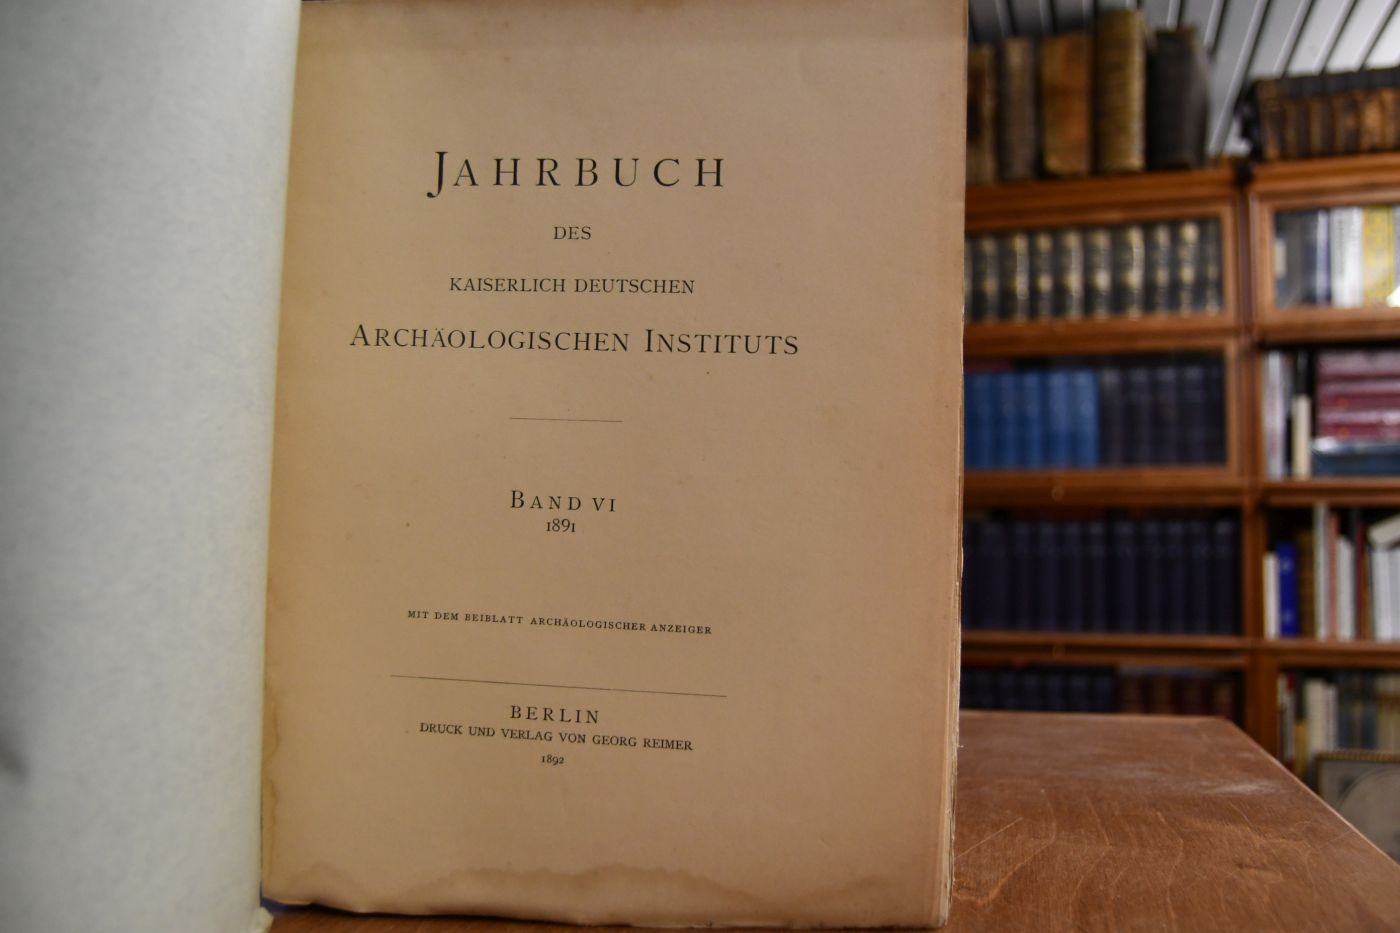 JAHRBUCH
DES
KAISERLICH DEUTSCHEN
ARCHÄOLOGISCHEN INSTITUTS
BAND VI
1891
MIT DEM BEIBLATT ARCHÄOLOGISCHER ANZEIGER
BERLIN
DRUCK UND VERLAG VON GEORG REIMER
1892